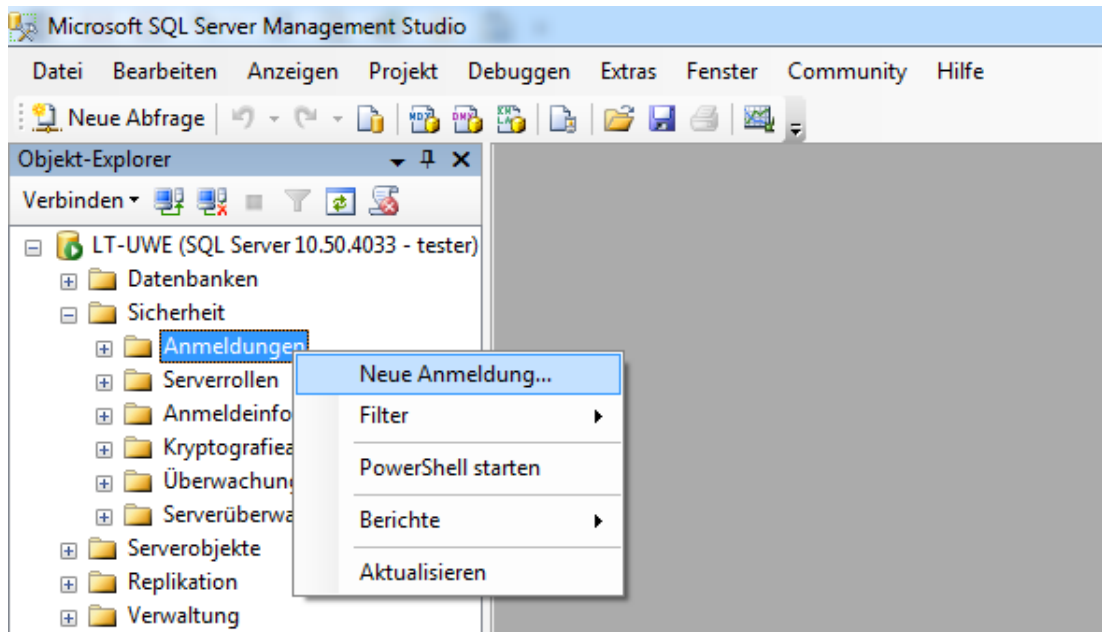 Microsoft SQL Server Management Studio
Datei Bearbeiten Anzeigen Projekt Debuggen Extras Fenster Community Hilfe
Neue Abfrage
Objekt-Explorer
Verbinden
LT-UWE (SQL Server 10.50.4033 - tester)
Datenbanken
Sicherheit
Anmeldungen
Neue Anmeldung...
Serverrollen
Filter
Anmeldeinfo
Kryptografiea
PowerShell starten
Überwachung
Serverüberwa
Berichte
Serverobjekte
Aktualisieren
Replikation
Verwaltung